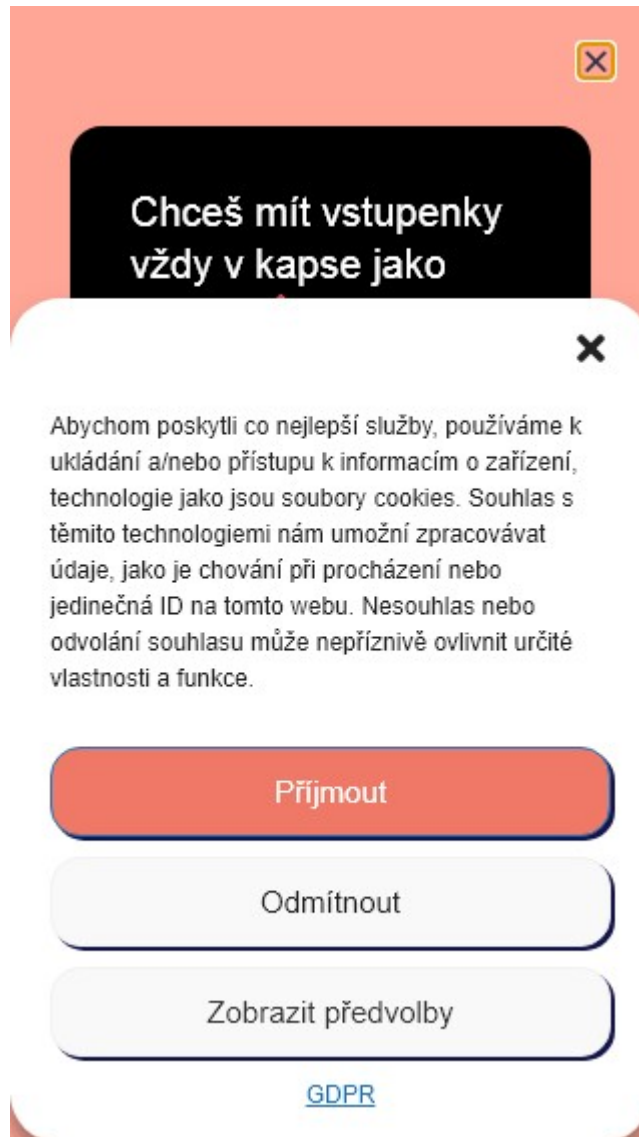 Chceš mít vstupenky
vždy v kapse jako
Abychom poskytli co nejlepší služby, používáme k
ukládání a/nebo přístupu k informacím o zařízení,
technologie jako jsou soubory cookies. Souhlas s
těmito technologiemi nám umožní zpracovávat
údaje, jako je chování při procházení nebo
jedinečná ID na tomto webu. Nesouhlas nebo
odvolání souhlasu může nepříznivě ovlivnit určité
vlastnosti a funkce.
Příjmout
Odmítnout
Zobrazit předvolby
GDPR